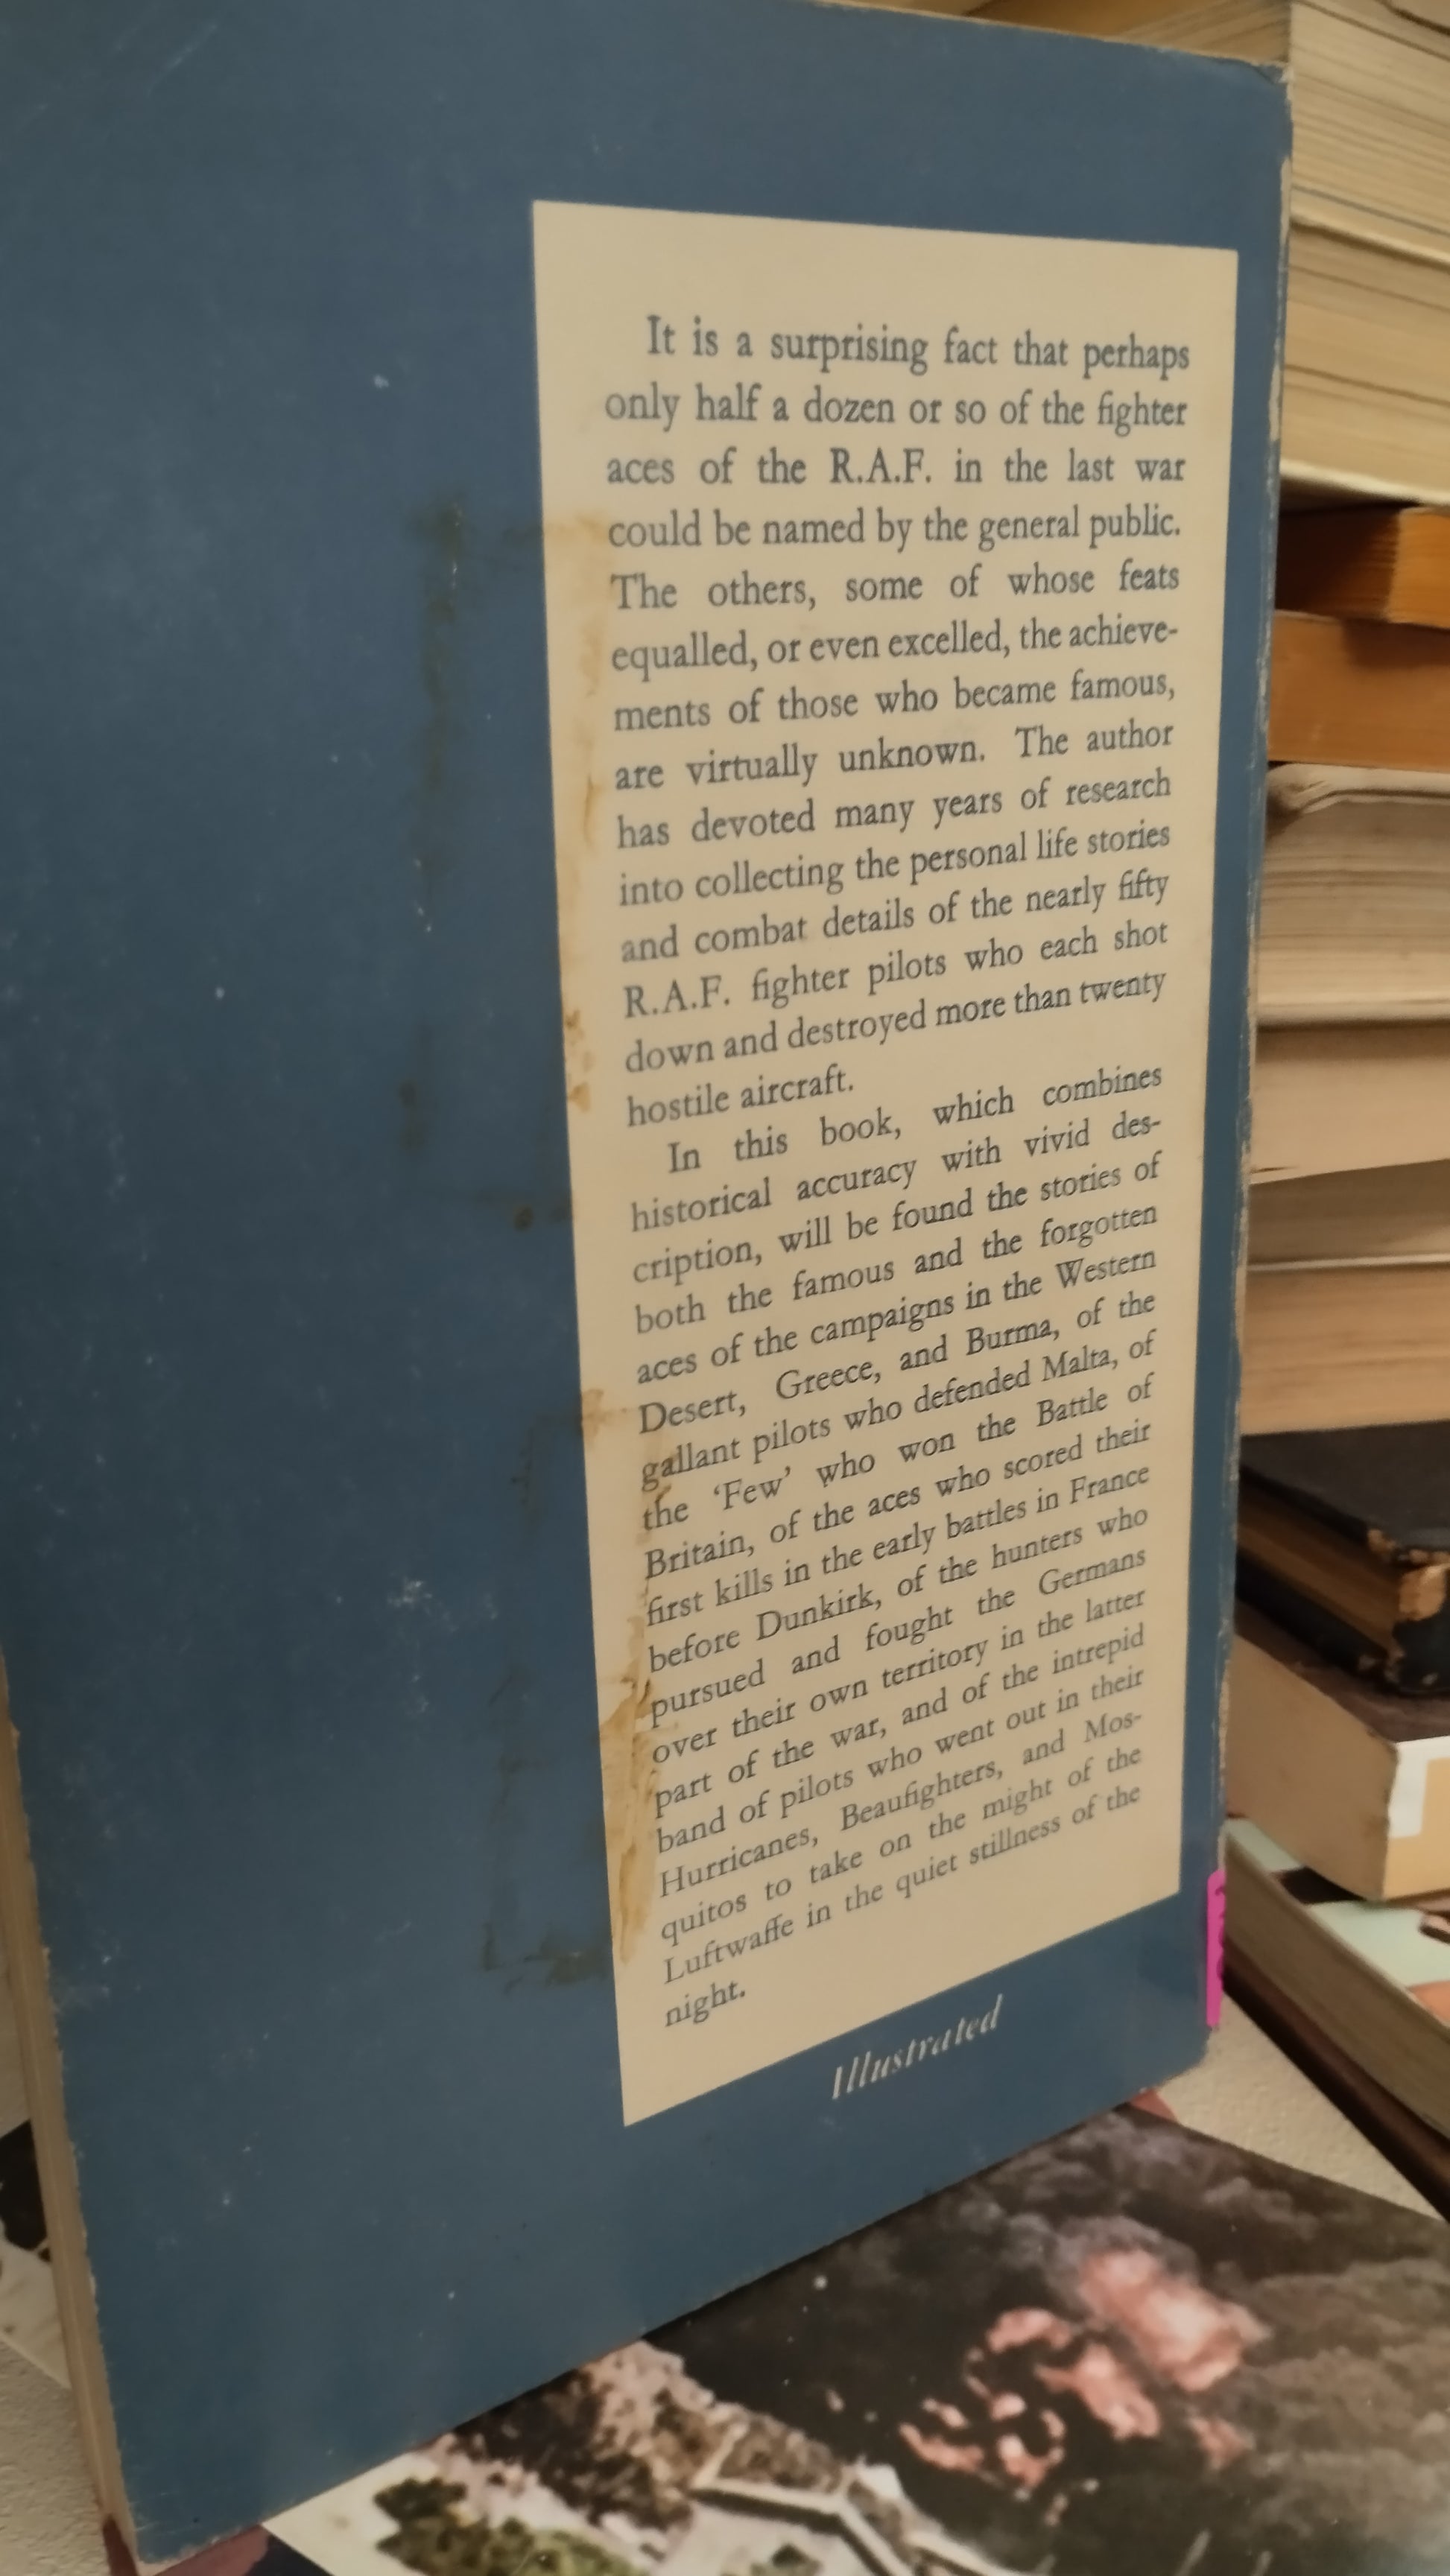 It is a surprising fact that perhaps
only half a dozen or so of the fighter
aces of the R.A.F. in the last war
could be named by the general public.
The others, some of whose feats
equalled, or even excelled, the achieve-
ments of those who became famous,
are virtually unknown. The author
has devoted many years of research
into collecting the personal life stories
and combat details of the nearly fifty
R.A.F. fighter pilots who each shot
down and destroyed more than twenty
hostile aircraft.
In this book, which combines
historical accuracy with vivid des-
cription, will be found the stories of
both the famous and the forgotten
aces of the campaigns in the Western
Desert, Greece, and Burma, of the
gallant pilots who defended Malta, of
the ‘Few’ who won the Battle of
Britain, of the aces who scored their
first kills in the early battles in France
before Dunkirk, of the hunters who
pursued and fought the Germans
over their own territory in the latter
part of the war, and of the intrepid
band of pilots who went out in their
Hurricanes, Beaufighters, and Mos-
quitos to take on the might of the
Luftwaffe in the quiet stillness of the
night.
Illustrated